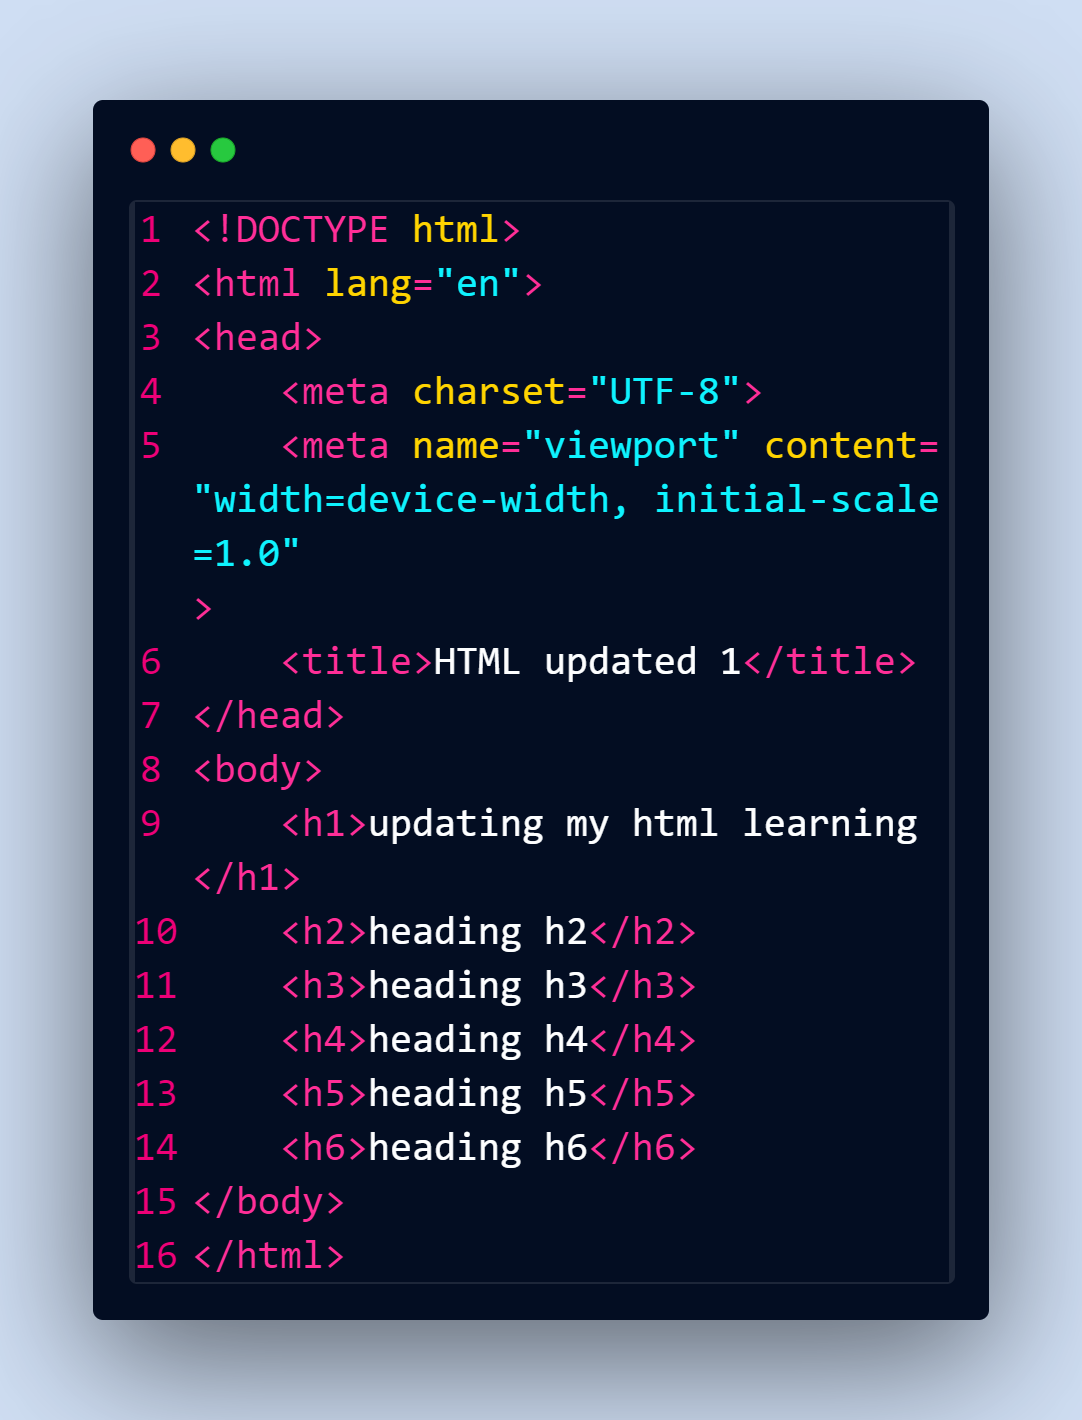 1 <!DOCTYPE html>
2 <html lang="en">
3 <head>
4     <meta charset="UTF-8">
5     <meta name="viewport" content=
"width=device-width, initial-scale
=1.0"
>
6     <title>HTML updated 1</title>
7 </head>
8 <body>
9     <h1>updating my html learning
</h1>
10     <h2>heading h2</h2>
11     <h3>heading h3</h3>
12     <h4>heading h4</h4>
13     <h5>heading h5</h5>
14     <h6>heading h6</h6>
15 </body>
16 </html>